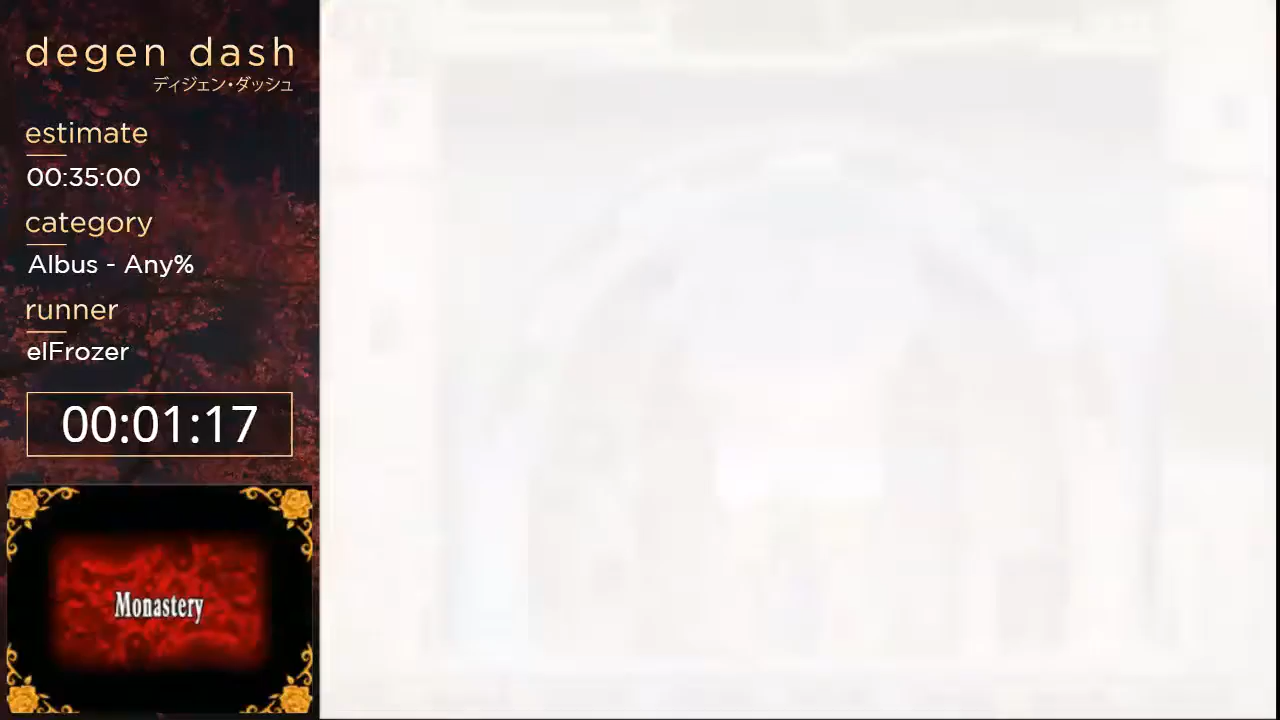 degen dash
ディジェン・ダッシュ
estimate
00:35:00
category
Albus - Any%
runner
elFrozer
00:01:17
Monastery